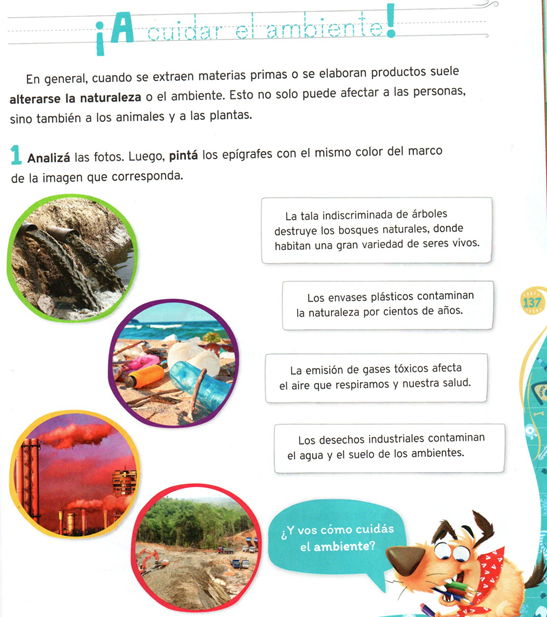 ¡A cuidar el ambiente!
En general, cuando se extraen materias primas o se elaboran productos suele
alterarse la naturaleza o el ambiente. Esto no solo puede afectar a las personas,
sino también a los animales y a las plantas.
1 Analizá las fotos. Luego, pintá los epígrafes con el mismo color del marco
de la imagen que corresponda.
La tala indiscriminada de árboles
destruye los bosques naturales, donde
habitan una gran variedad de seres vivos.
Los envases plásticos contaminan
la naturaleza por cientos de años.
137
La emisión de gases tóxicos afecta
el aire que respiramos y nuestra salud.
Los desechos industriales contaminan
el agua y el suelo de los ambientes.
¿Y vos cómo cuidás
el ambiente?